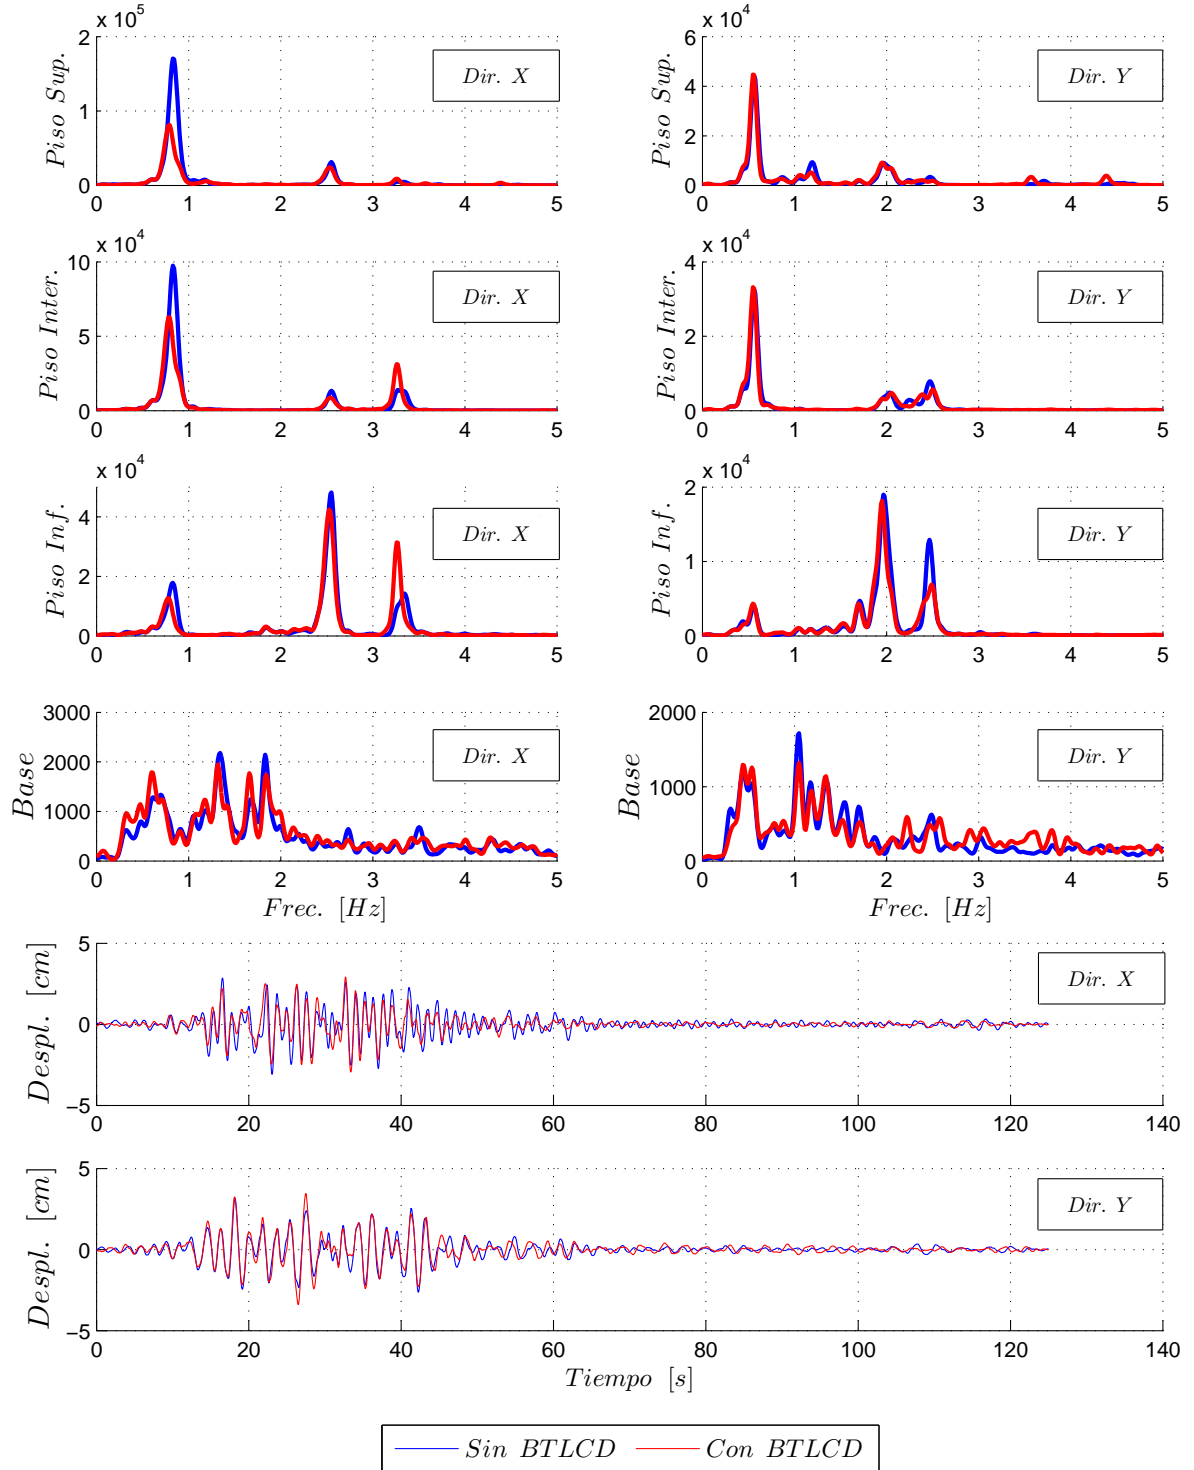 x 10^5
2
1
0
Piso Sup.
Dir. X
0 1 2 3 4 5
x 10^4
6
4
2
0
Piso Sup.
Dir. Y
0 1 2 3 4 5
x 10^4
10
5
0
Piso Inter.
Dir. X
0 1 2 3 4 5
x 10^4
4
2
0
Piso Inter.
Dir. Y
0 1 2 3 4 5
x 10^4
4
2
0
Piso Inf.
Dir. X
0 1 2 3 4 5
x 10^4
2
1
0
Piso Inf.
Dir. Y
0 1 2 3 4 5
3000
2000
1000
0
Base
Dir. X
0 1 2 3 4 5
Frec. [Hz]
2000
1000
0
Base
Dir. Y
0 1 2 3 4 5
Frec. [Hz]
5
0
−5
Despl. [cm]
Dir. X
0 20 40 60 80 100 120 140
5
0
−5
Despl. [cm]
Dir. Y
0 20 40 60 80 100 120 140
Tiempo [s]
Sin BTLCD Con BTLCD